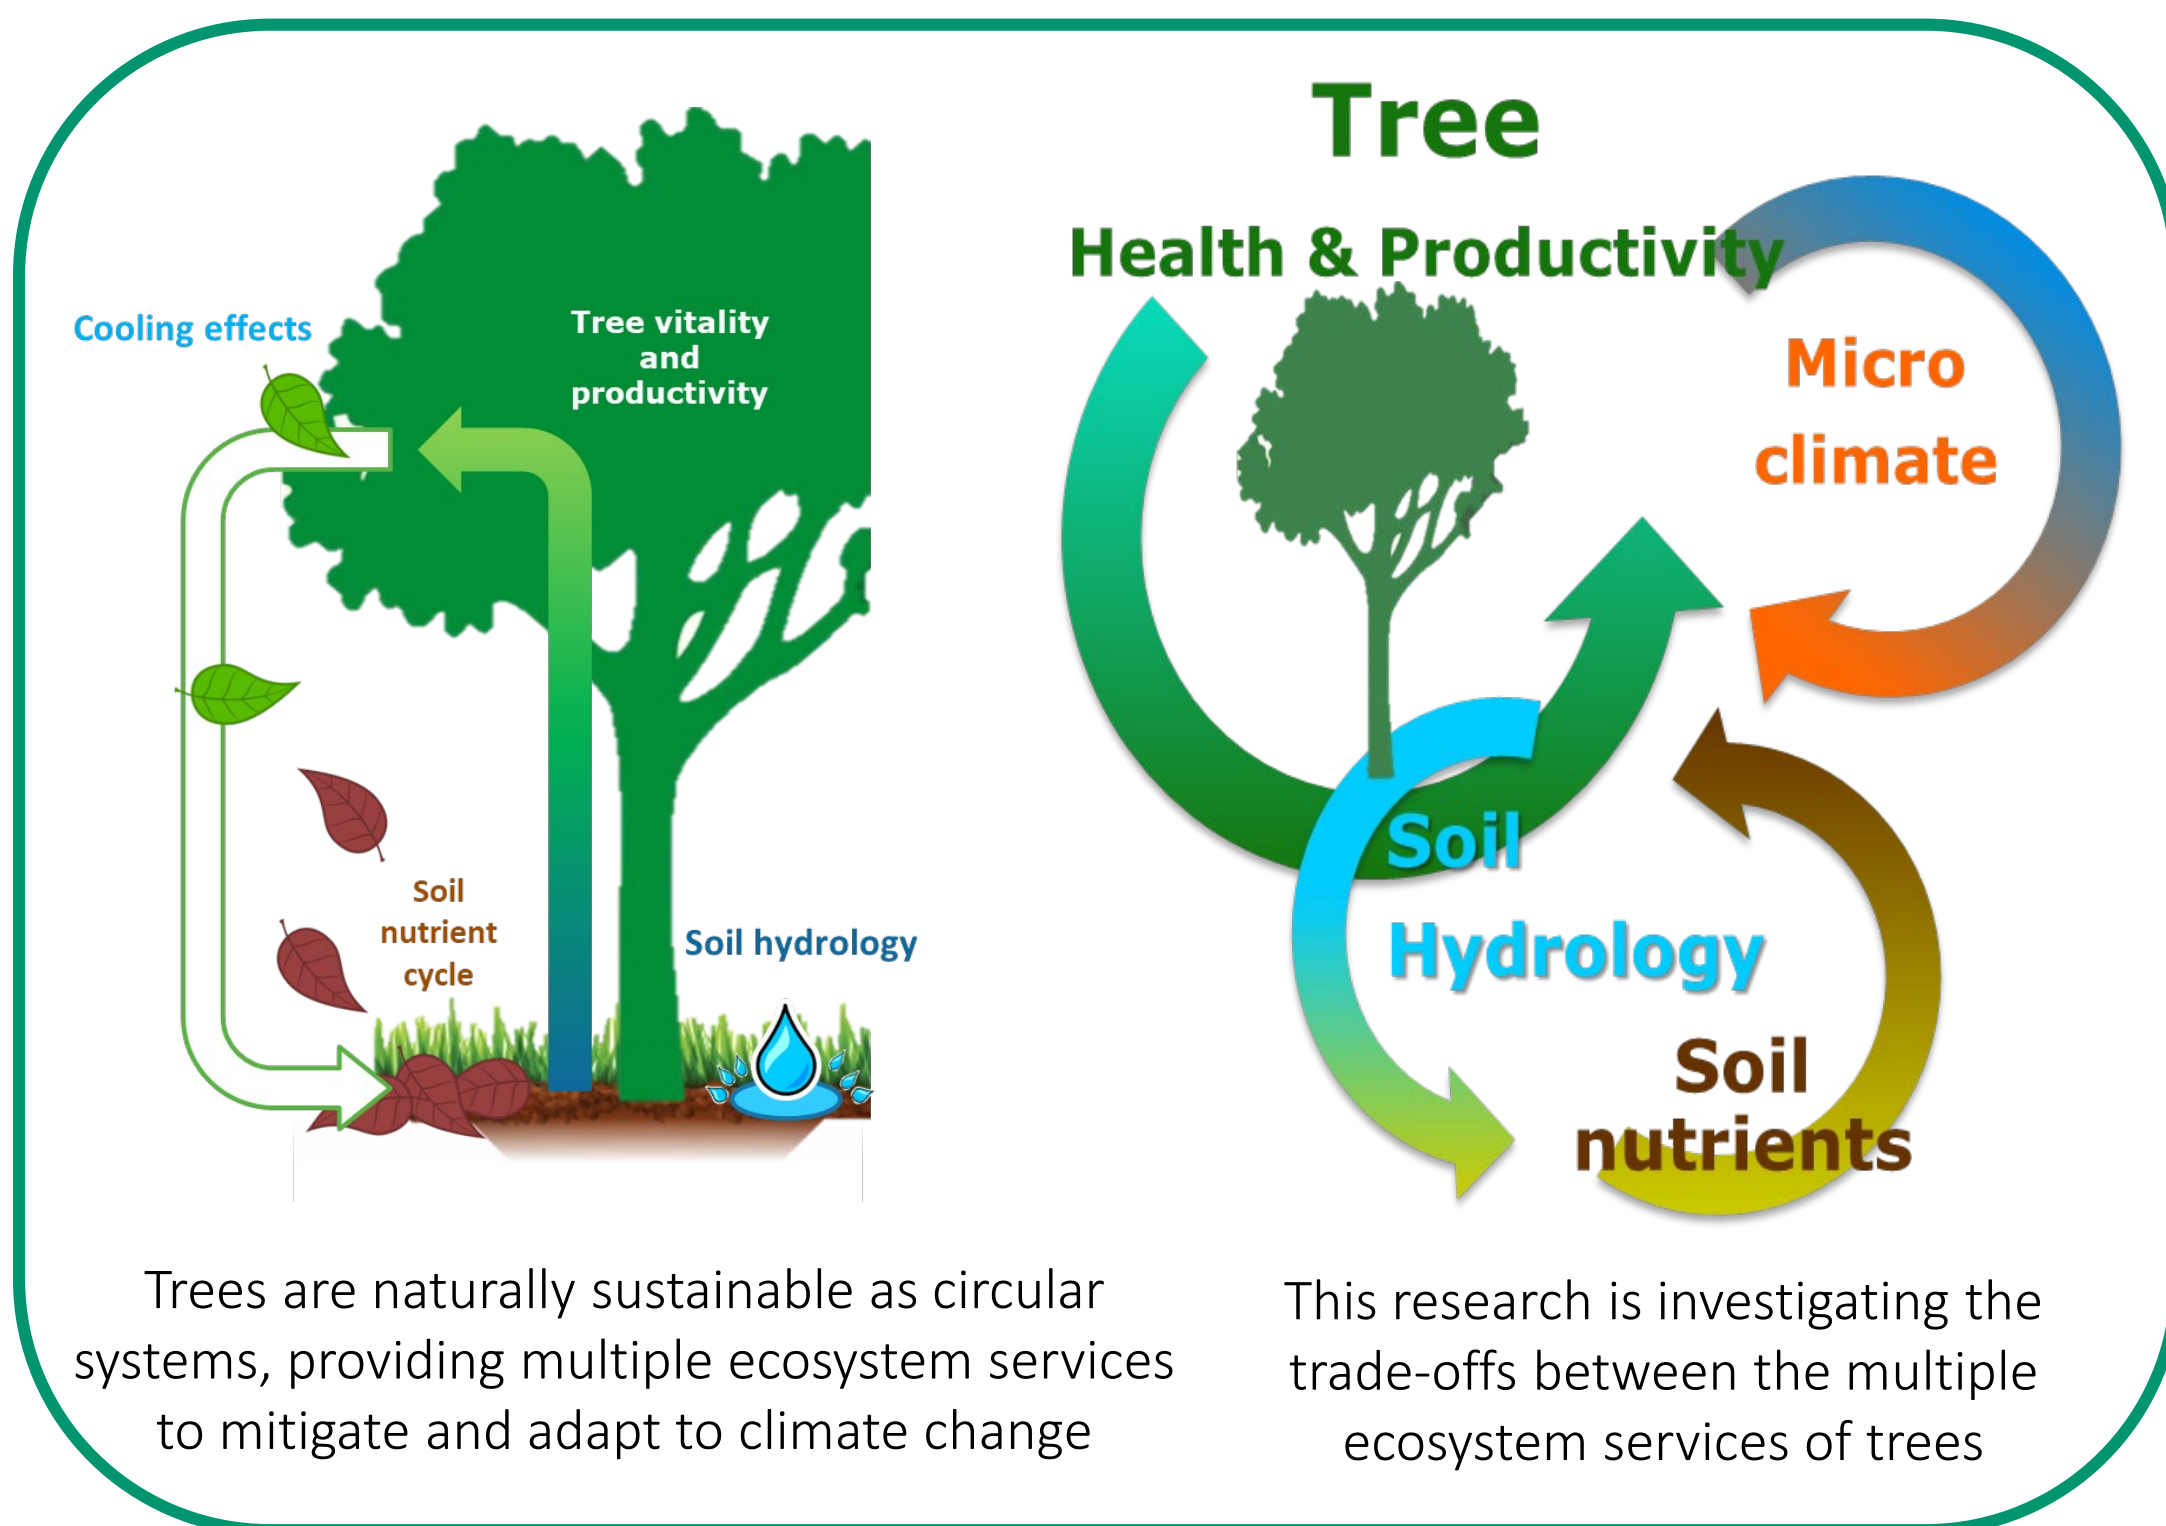 Cooling effects
Tree vitality
and
productivity
Soil
nutrient
cycle
Soil hydrology
Trees are naturally sustainable as circular
systems, providing multiple ecosystem services
to mitigate and adapt to climate change
Tree
Health & Productivity
Micro
climate
Soil
Hydrology
Soil
nutrients
This research is investigating the
trade-offs between the multiple
ecosystem services of trees